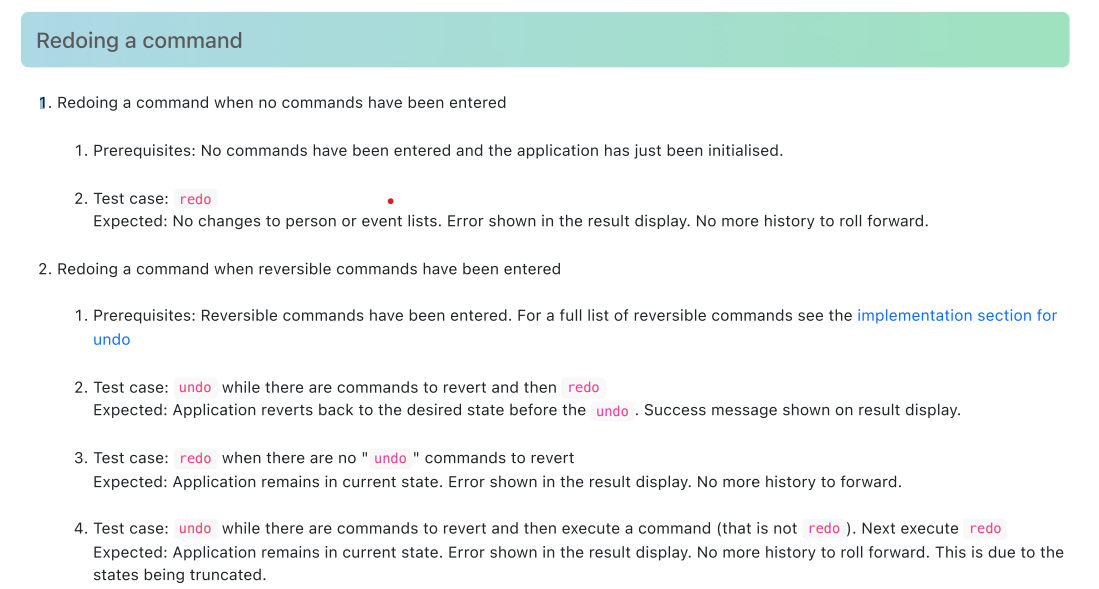 Redoing a command
1. Redoing a command when no commands have been entered
1. Prerequisites: No commands have been entered and the application has just been initialised.
2. Test case: redo
Expected: No changes to person or event lists. Error shown in the result display. No more history to roll forward.
2. Redoing a command when reversible commands have been entered
1. Prerequisites: Reversible commands have been entered. For a full list of reversible commands see the implementation section for
undo
2. Test case: undo while there are commands to revert and then redo
Expected: Application reverts back to the desired state before the undo . Success message shown on result display.
3. Test case: redo when there are no " undo " commands to revert
Expected: Application remains in current state. Error shown in the result display. No more history to forward.
4. Test case: undo while there are commands to revert and then execute a command (that is not redo ). Next execute redo
Expected: Application remains in current state. Error shown in the result display. No more history to roll forward. This is due to the
states being truncated.